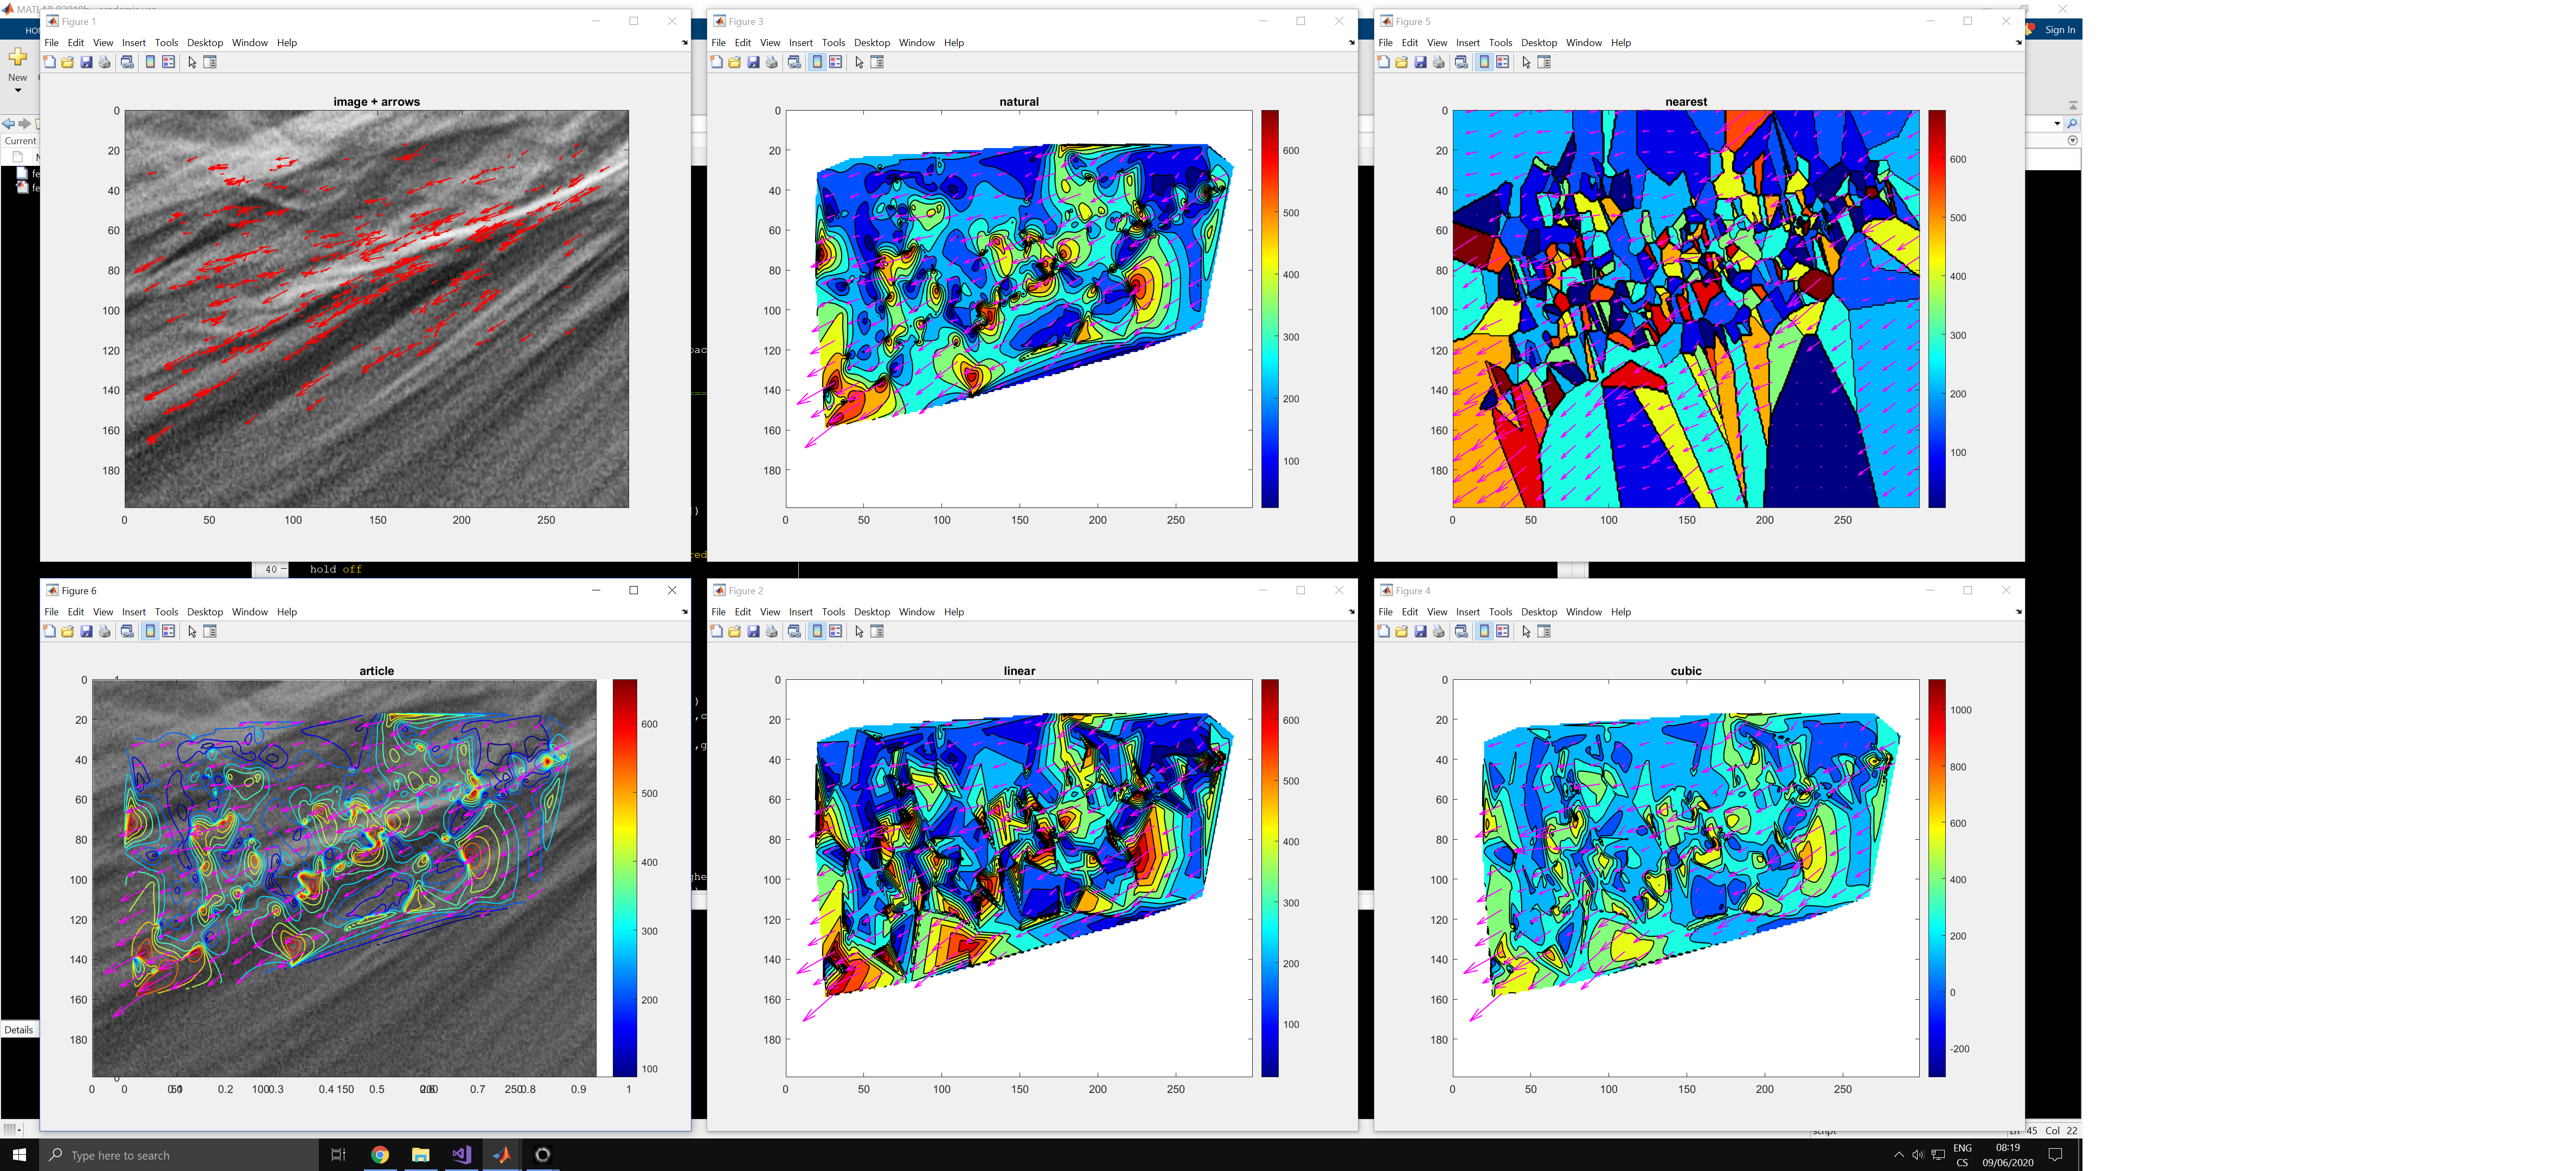 MATLAB R2018b - academic use
Figure 1
Figure 3
Figure 5
HO
Sign In
File Edit View Insert Tools Desktop Window Help
File Edit View Insert Tools Desktop Window Help
File Edit View Insert Tools Desktop Window Help
New
Current
fe
fe
image + arrows
0
20
40
60
80
100
120
140
160
180
0 50 100 150 200 250
natural
0
20
40
60
80
100
120
140
160
180
0 50 100 150 200 250
600
500
400
300
200
100
nearest
0
20
40
60
80
100
120
140
160
180
0 50 100 150 200 250
600
500
400
300
200
100
40 hold off
Figure 6
Figure 2
Figure 4
File Edit View Insert Tools Desktop Window Help
File Edit View Insert Tools Desktop Window Help
File Edit View Insert Tools Desktop Window Help
article
0
20
40
60
80
100
120
140
160
180
0 0 50 0.2 100 0.3 0.4 150 0.5 200 0.7 250 0.8 0.9 1
600
500
400
300
200
100
linear
0
20
40
60
80
100
120
140
160
180
0 50 100 150 200 250
600
500
400
300
200
100
cubic
0
20
40
60
80
100
120
140
160
180
0 50 100 150 200 250
1000
800
600
400
200
0
-200
Details
script
Ln 45 Col 22
Type here to search
ENG
CS
08:19
09/06/2020